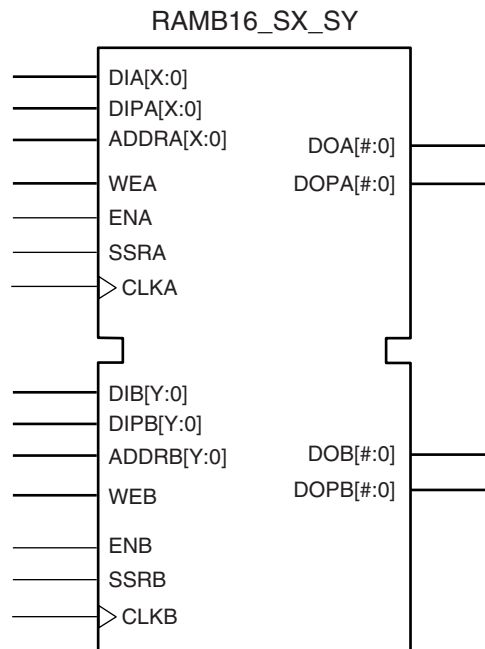 RAMB16_SX_SY
DIA[X:0]
DIPA[X:0]
ADDRA[X:0]
WEA
ENA
SSRA
CLKA
DOA[#:0]
DOPA[#:0]
DIB[Y:0]
DIPB[Y:0]
ADDRB[Y:0]
WEB
ENB
SSRB
CLKB
DOB[#:0]
DOPB[#:0]